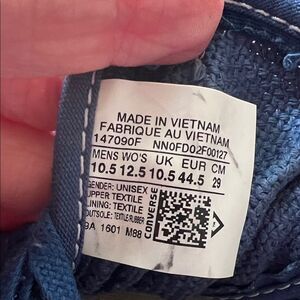 MADE IN VIETNAM
FABRIQUE AU VIETNAM
147090F NN0FD02F00127
MENS WO'S UK EUR CM
10.5 12.5 10.5 44.5 29
GENDER: UNISEX
UPPER: TEXTILE
LINING: TEXTILE
OUTSOLE: TEXTILE/RUBBER
9A 1601 M88
CONVERSE